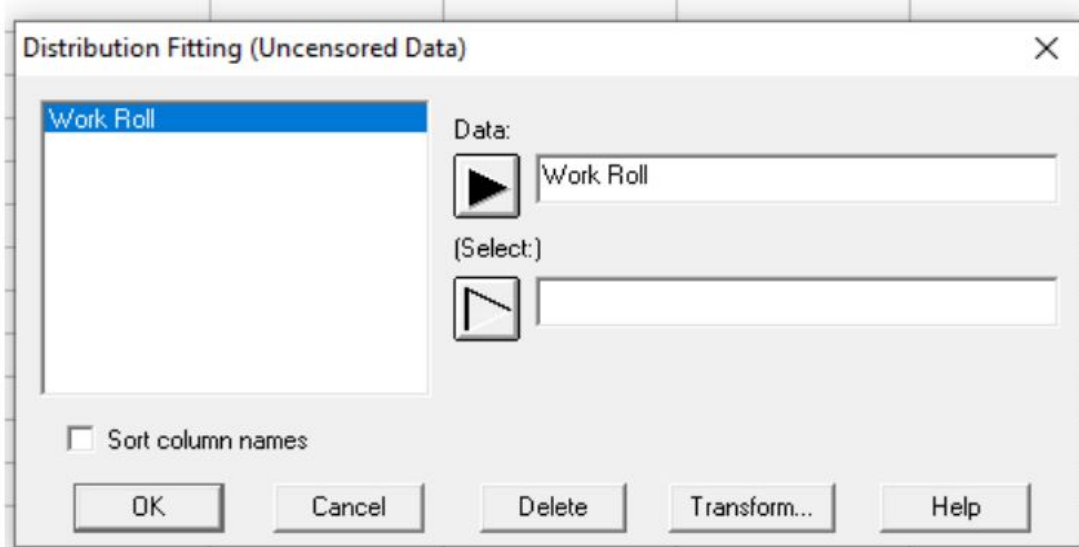 Distribution Fitting (Uncensored Data)
Work Roll
Data:
Work Roll
(Select:)
Sort column names
OK
Cancel
Delete
Transform...
Help